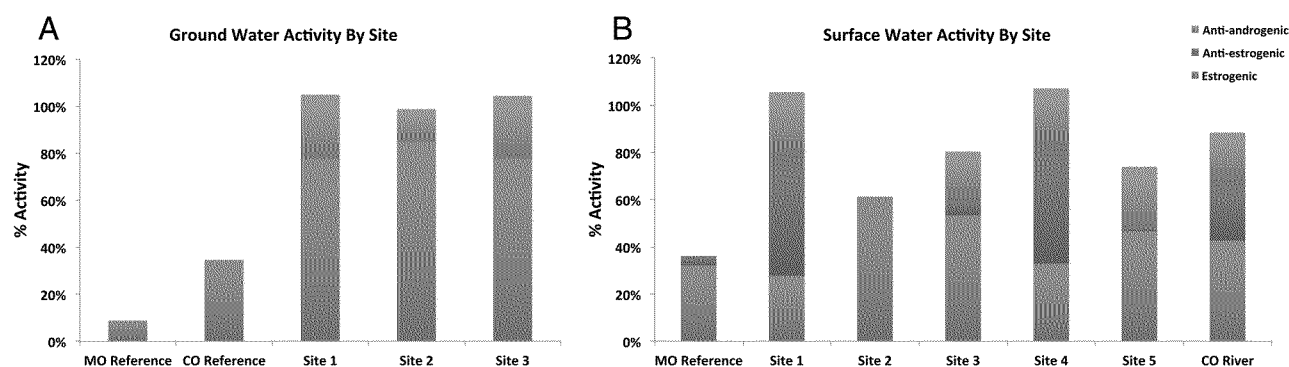 A
Ground Water Activity By Site
120%
100%
80%
60%
40%
20%
0%
% Activity
MO Reference CO Reference Site 1 Site 2 Site 3
B
Surface Water Activity By Site
Anti-androgenic
Anti-estrogenic
Estrogenic
120%
100%
80%
60%
40%
20%
0%
% Activity
MO Reference Site 1 Site 2 Site 3 Site 4 Site 5 CO River